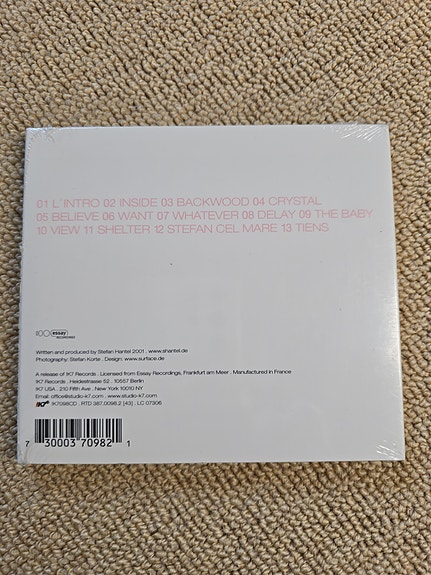 01 L'INTRO 02 INSIDE 03 BACKWOOD 04 CRYSTAL
05 BELIEVE 06 WANT 07 WHATEVER 08 DELAY 09 THE BABY
10 VIEW 11 SHELTER 12 STEFAN CEL MARE 13 TIENS
essay
RECORDINGS
Written and produced by Stefan Hantel 2001 . www.shantel.de
Photography: Stefan Korte . Design: www.surface.de
A release of !K7 Records . Licensed from Essay Recordings, Frankfurt am Meer . Manufactured in France
!K7 Records . Heidestrasse 52 . 10557 Berlin
!K7 USA . 210 Fifth Ave . New York 10010 NY
Email: office@studio-k7.com . www.studio-k7.com
!K7 !K7098CD . RTD 387.0098.2 [43] . LC 07306
7 30003 70982 1